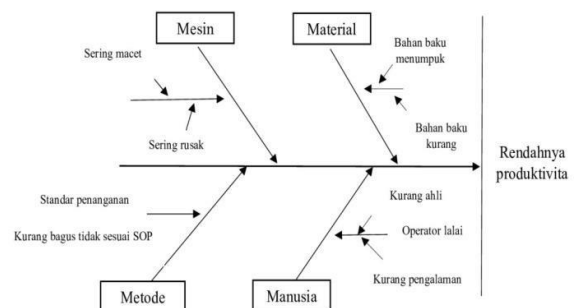 Mesin
Material
Sering macet
Bahan baku
menumpuk
Sering rusak
Bahan baku
kurang
Rendahnya
produktivita
Standar penanganan
Kurang bagus tidak sesuai SOP
Kurang ahli
Operator lalai
Kurang pengalaman
Metode
Manusia